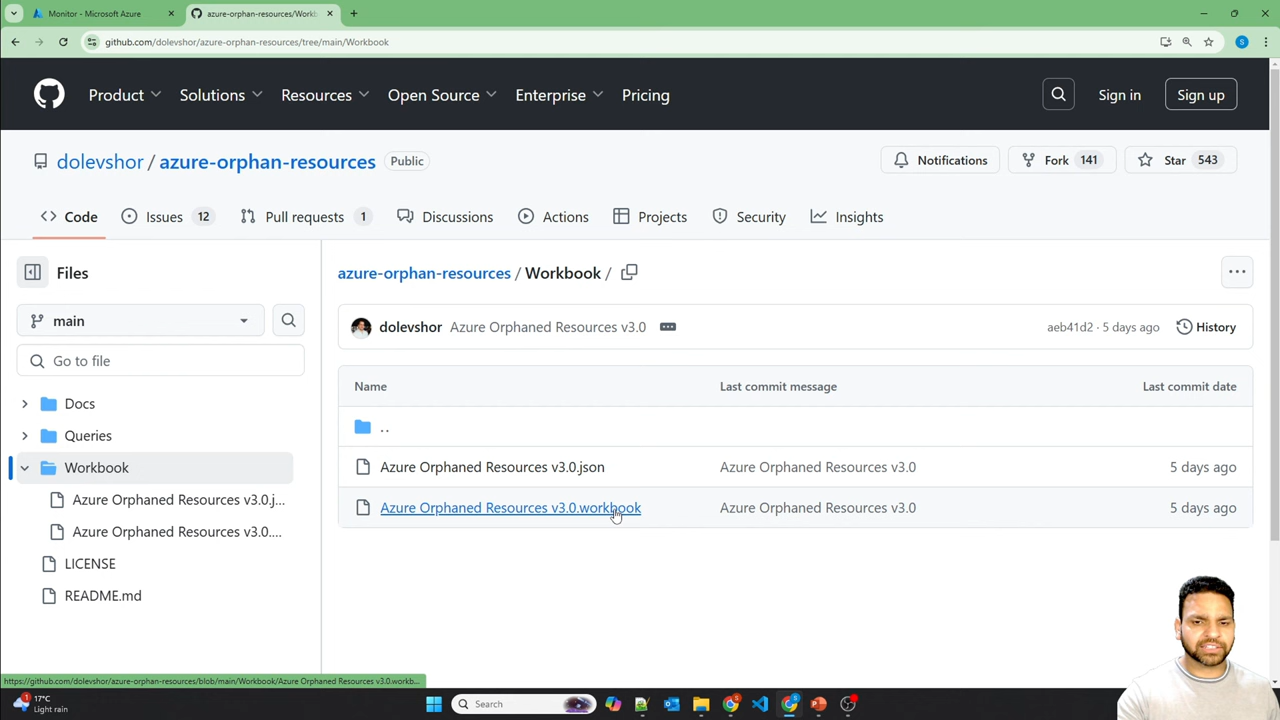 Monitor - Microsoft Azure
azure-orphan-resources/Workb
github.com/dolevshor/azure-orphan-resources/tree/main/Workbook
S
Product
Solutions
Resources
Open Source
Enterprise
Pricing
Sign in
Sign up
dolevshor / azure-orphan-resources
Public
Notifications
Fork 141
Star 543
Code
Issues 12
Pull requests 1
Discussions
Actions
Projects
Security
Insights
Files
main
Go to file
Docs
Queries
Workbook
Azure Orphaned Resources v3.0.j...
Azure Orphaned Resources v3.0....
LICENSE
README.md
azure-orphan-resources / Workbook /
dolevshor Azure Orphaned Resources v3.0
aeb41d2 · 5 days ago
History
Name Last commit message Last commit date
..
Azure Orphaned Resources v3.0.json Azure Orphaned Resources v3.0 5 days ago
Azure Orphaned Resources v3.0.workbook Azure Orphaned Resources v3.0 5 days ago
https://github.com/dolevshor/azure-orphan-resources/blob/main/Workbook/Azure Orphaned Resources v3.0.workb...
1
17°C
Light rain
Search